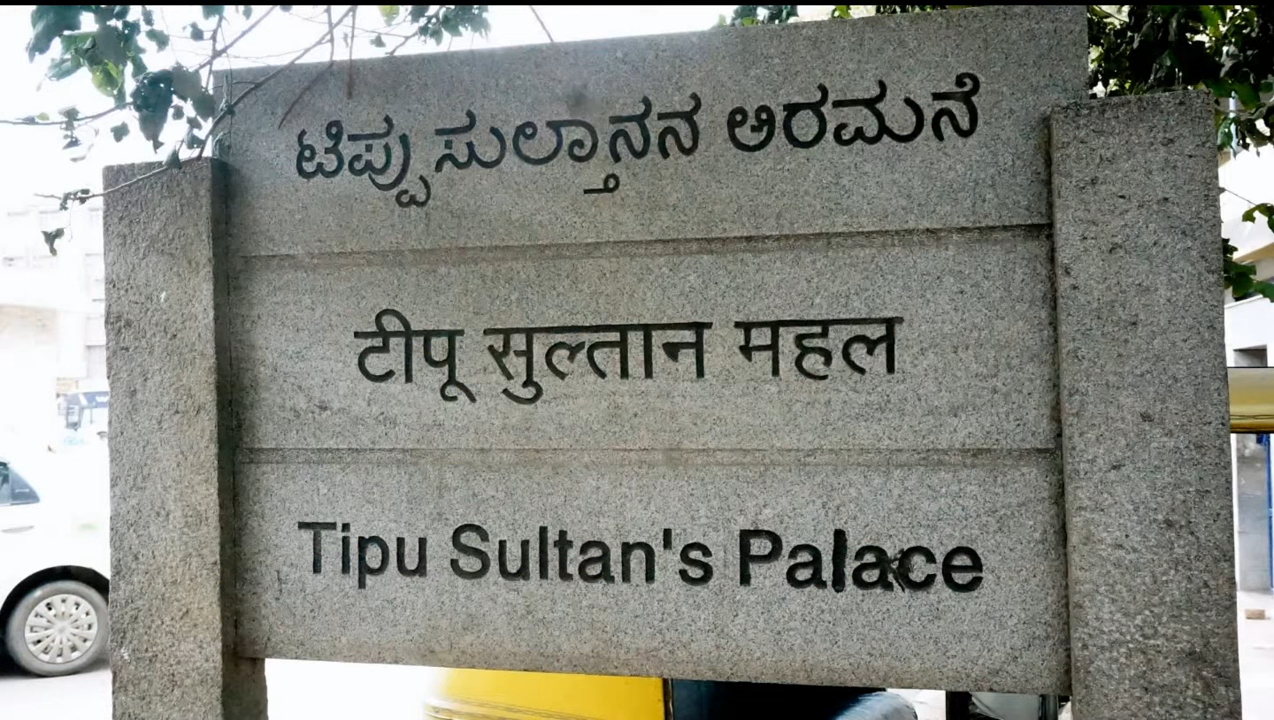 ಟಿಪ್ಪು ಸುಲ್ತಾನನ ಅರಮನೆ
टीपू सुल्तान महल
Tipu Sultan's Palace